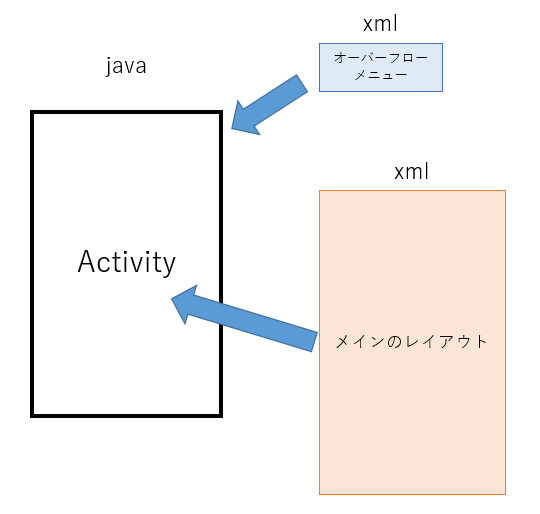 java
xml
オーバーフロー
メニュー
Activity
xml
メインのレイアウト